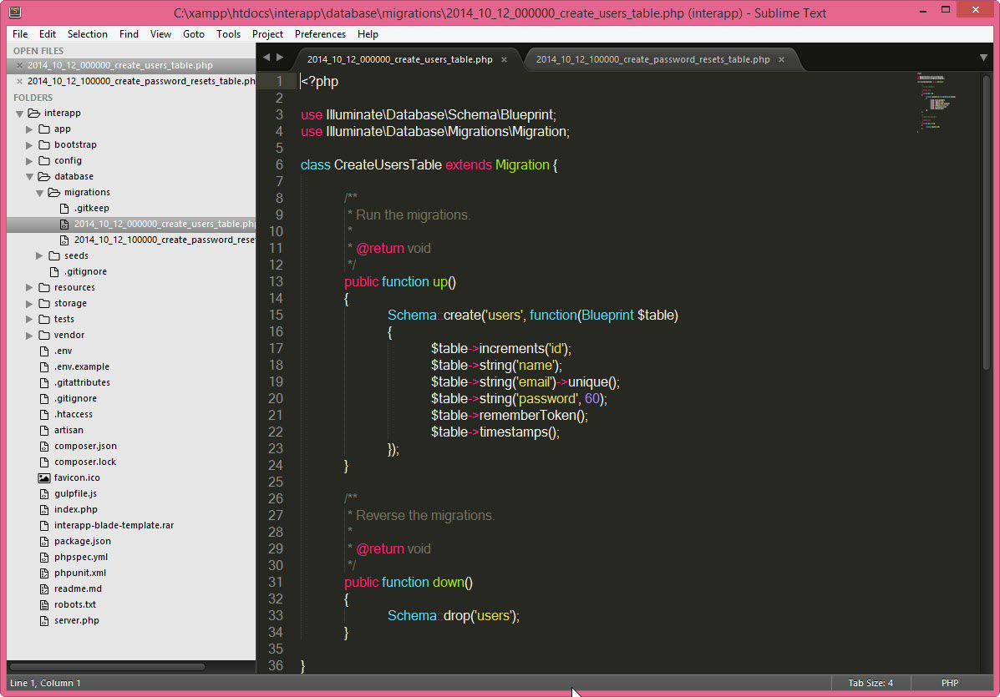 C:\xampp\htdocs\interapp\database\migrations\2014_10_12_000000_create_users_table.php (interapp) - Sublime Text
File Edit Selection Find View Goto Tools Project Preferences Help
OPEN FILES
2014_10_12_000000_create_users_table.php
2014_10_12_100000_create_password_resets_table.ph
FOLDERS
interapp
app
bootstrap
config
database
migrations
.gitkeep
2014_10_12_000000_create_users_table.php
2014_10_12_100000_create_password_rese
seeds
.gitignore
resources
storage
tests
vendor
.env
.env.example
.gitattributes
.gitignore
.htaccess
artisan
composer.json
composer.lock
favicon.ico
gulpfile.js
index.php
interapp-blade-template.rar
package.json
phpspec.yml
phpunit.xml
readme.md
robots.txt
server.php
2014_10_12_000000_create_users_table.php × 2014_10_12_100000_create_password_resets_table.php ×
1 <?php
2
3 use Illuminate\Database\Schema\Blueprint;
4 use Illuminate\Database\Migrations\Migration;
5
6 class CreateUsersTable extends Migration {
7
8 /**
9 * Run the migrations.
10 *
11 * @return void
12 */
13 public function up()
14 {
15 Schema::create('users', function(Blueprint $table)
16 {
17 $table->increments('id');
18 $table->string('name');
19 $table->string('email')->unique();
20 $table->string('password', 60);
21 $table->rememberToken();
22 $table->timestamps();
23 });
24 }
25
26 /**
27 * Reverse the migrations.
28 *
29 * @return void
30 */
31 public function down()
32 {
33 Schema::drop('users');
34 }
35
36 }
Line 1, Column 1 Tab Size: 4 PHP